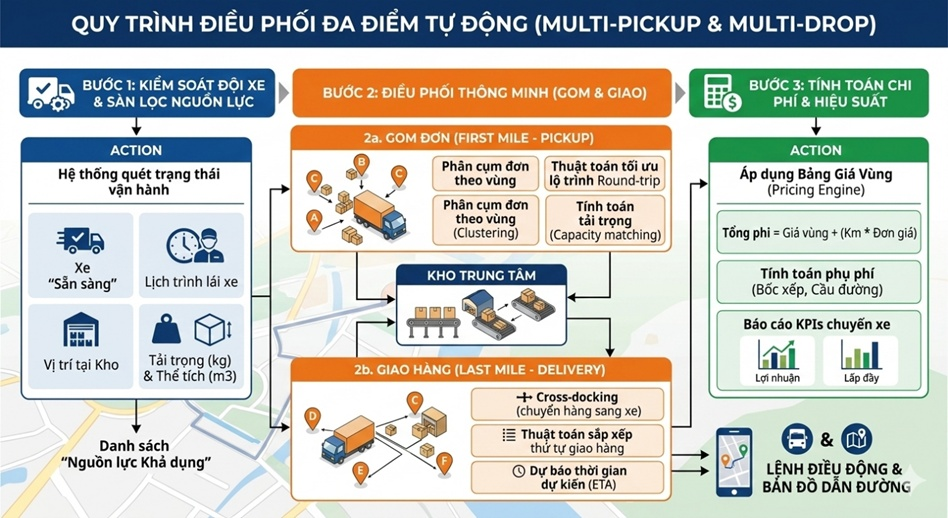 QUY TRÌNH ĐIỀU PHỐI ĐA ĐIỂM TỰ ĐỘNG (MULTI-PICKUP & MULTI-DROP)
BƯỚC 1: KIỂM SOÁT ĐỘI XE
& SÀN LỌC NGUỒN LỰC
ACTION
Hệ thống quét trạng thái
vận hành
Xe
"Sẵn sàng"
Lịch trình lái xe
Vị trí tại Kho
Tải trọng (kg)
& Thể tích (m3)
Danh sách
"Nguồn lực Khả dụng"
BƯỚC 2: ĐIỀU PHỐI THÔNG MINH (GOM & GIAO)
2a. GOM ĐƠN (FIRST MILE - PICKUP)
B
C
C
A
Phân cụm đơn
theo vùng
Thuật toán tối ưu
lộ trình Round-trip
Phân cụm đơn
theo vùng
(Clustering)
Tính toán
tải trọng
(Capacity matching)
KHO TRUNG TÂM
2b. GIAO HÀNG (LAST MILE - DELIVERY)
D
C
E
F
Cross-docking
(chuyển hàng sang xe)
Thuật toán sắp xếp
thứ tự giao hàng
Dự báo thời gian
dự kiến (ETA)
BƯỚC 3: TÍNH TOÁN CHI
PHÍ & HIỆU SUẤT
ACTION
Áp dụng Bảng Giá Vùng
(Pricing Engine)
Tổng phí = Giá vùng + (Km * Đơn giá)
Tính toán phụ phí
(Bốc xếp, Cầu đường)
Báo cáo KPIs chuyến xe
Lợi nhuận
Lấp đầy
&
LỆNH ĐIỀU ĐỘNG &
BẢN ĐỒ DẪN ĐƯỜNG